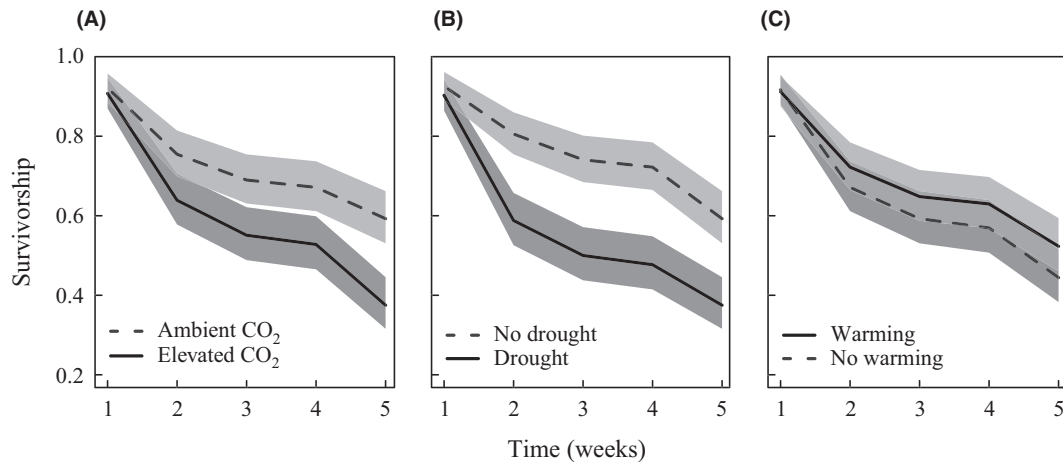 (A)
(B)
(C)
Survivorship
1.0
0.8
0.6
0.4
0.2
Ambient CO₂
Elevated CO₂
No drought
Drought
Warming
No warming
1 2 3 4 5
1 2 3 4 5
1 2 3 4 5
Time (weeks)